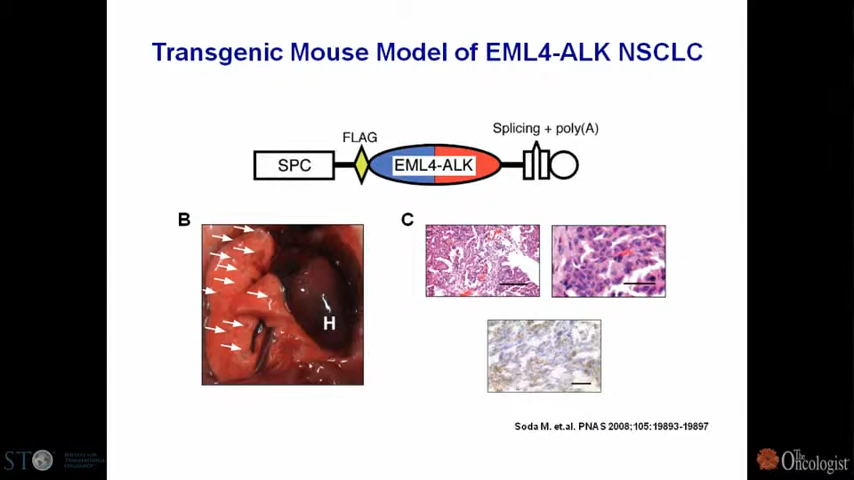 Transgenic Mouse Model of EML4-ALK NSCLC
FLAG
Splicing + poly(A)
SPC
EML4-ALK
B
C
H
Soda M. et.al. PNAS 2008;105:19893-19897
STO
The
Oncologist